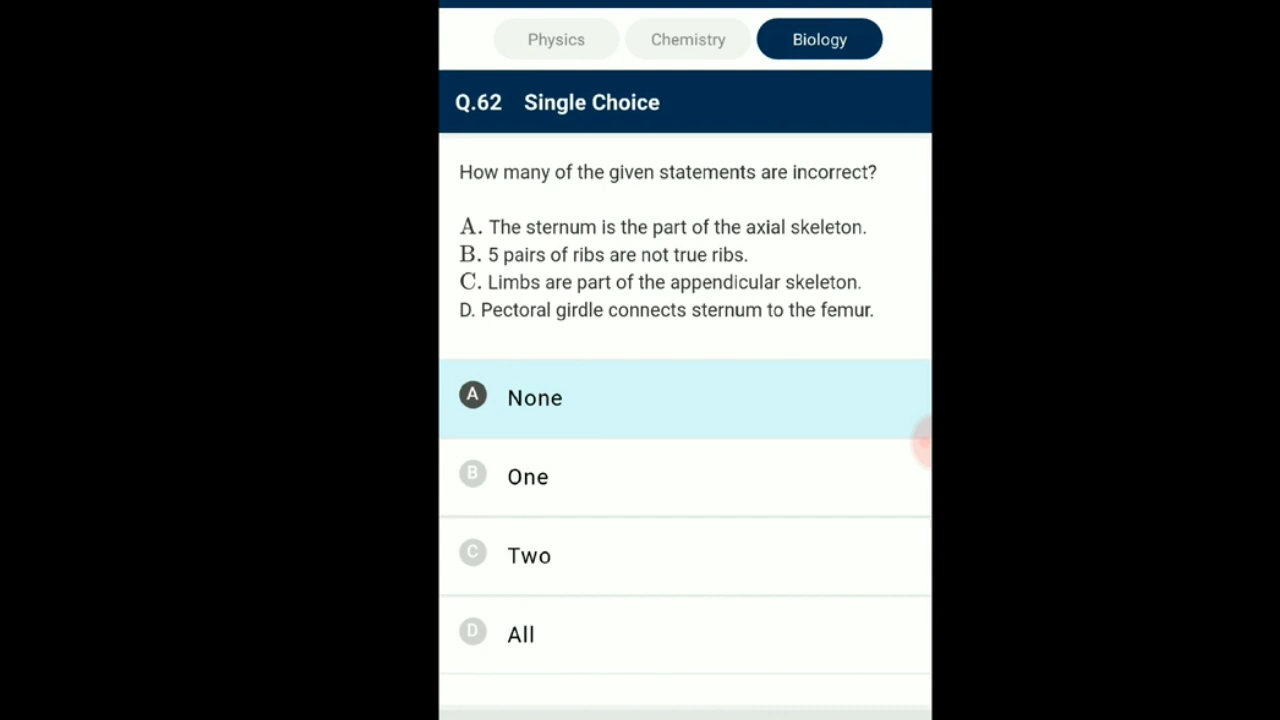 Physics Chemistry Biology
Q.62 Single Choice
How many of the given statements are incorrect?
A. The sternum is the part of the axial skeleton.
B. 5 pairs of ribs are not true ribs.
C. Limbs are part of the appendicular skeleton.
D. Pectoral girdle connects sternum to the femur.
A None
B One
C Two
D All